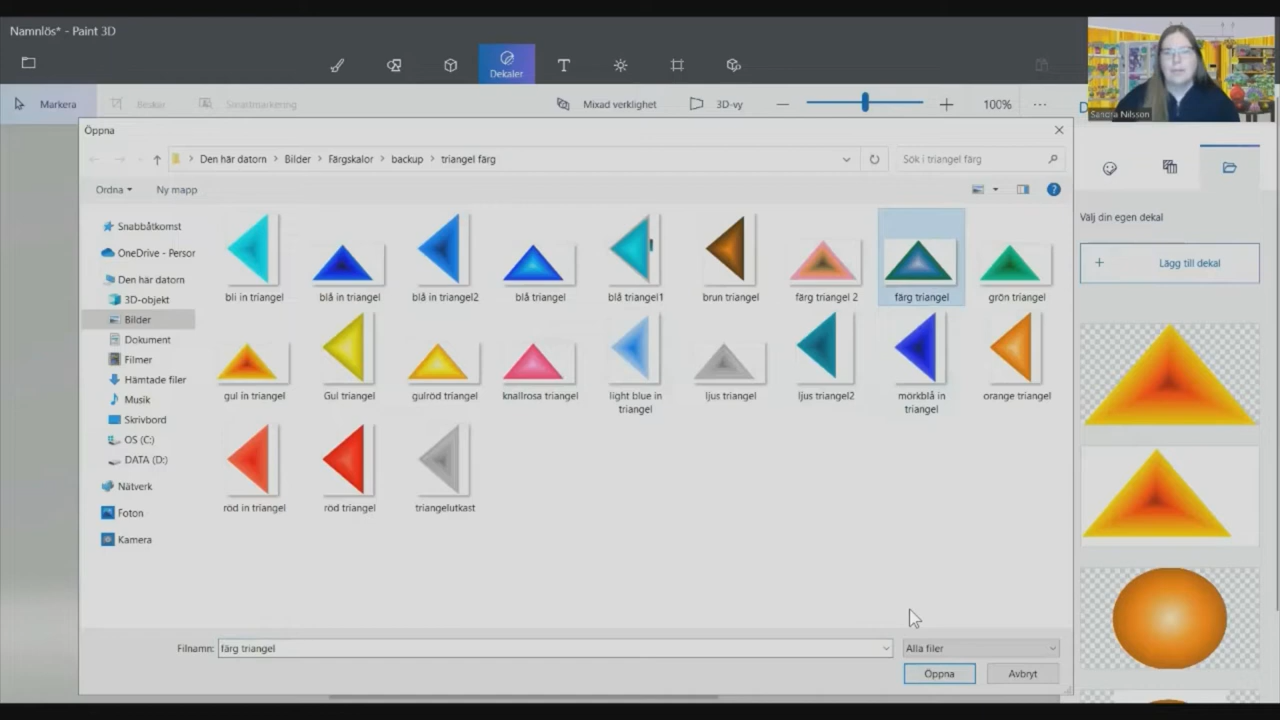 Namnlös* - Paint 3D
Dekaler
Markera
Beskär
Smartmarkering
Mixad verklighet
3D-vy
100%
Sandra Nilsson
Öppna
Den här datorn > Bilder > Färgskalor > backup > triangel färg
Sök i triangel färg
Ordna
Ny mapp
Snabbåtkomst
OneDrive - Persor
Den här datorn
3D-objekt
Bilder
Dokument
Filmer
Hämtade filer
Musik
Skrivbord
OS (C:)
DATA (D:)
Nätverk
Foton
Kamera
bli in triangel
blå in triangel
blå in triangel2
blå triangel
blå triangel1
brun triangel
färg triangel 2
färg triangel
grön triangel
gul in triangel
Gul triangel
gulröd triangel
knallrosa triangel
light blue in
triangel
ljus triangel
ljus triangel2
mörkblå in
triangel
orange triangel
röd in triangel
röd triangel
triangelutkast
Filnamn:
färg triangel
Alla filer
Öppna
Avbryt
Välj din egen dekal
Lägg till dekal